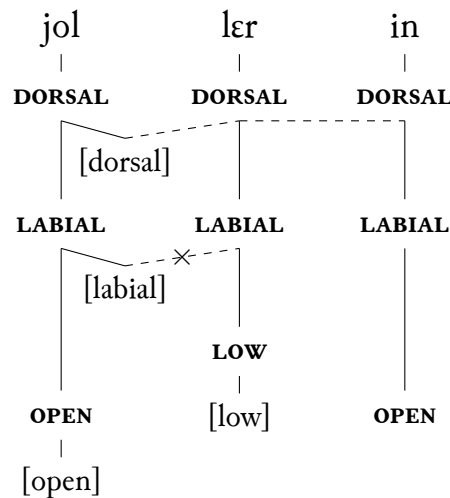 jol lɛr in
DORSAL DORSAL DORSAL
[dorsal]
LABIAL LABIAL LABIAL
[labial]
LOW
OPEN [low] OPEN
[open]